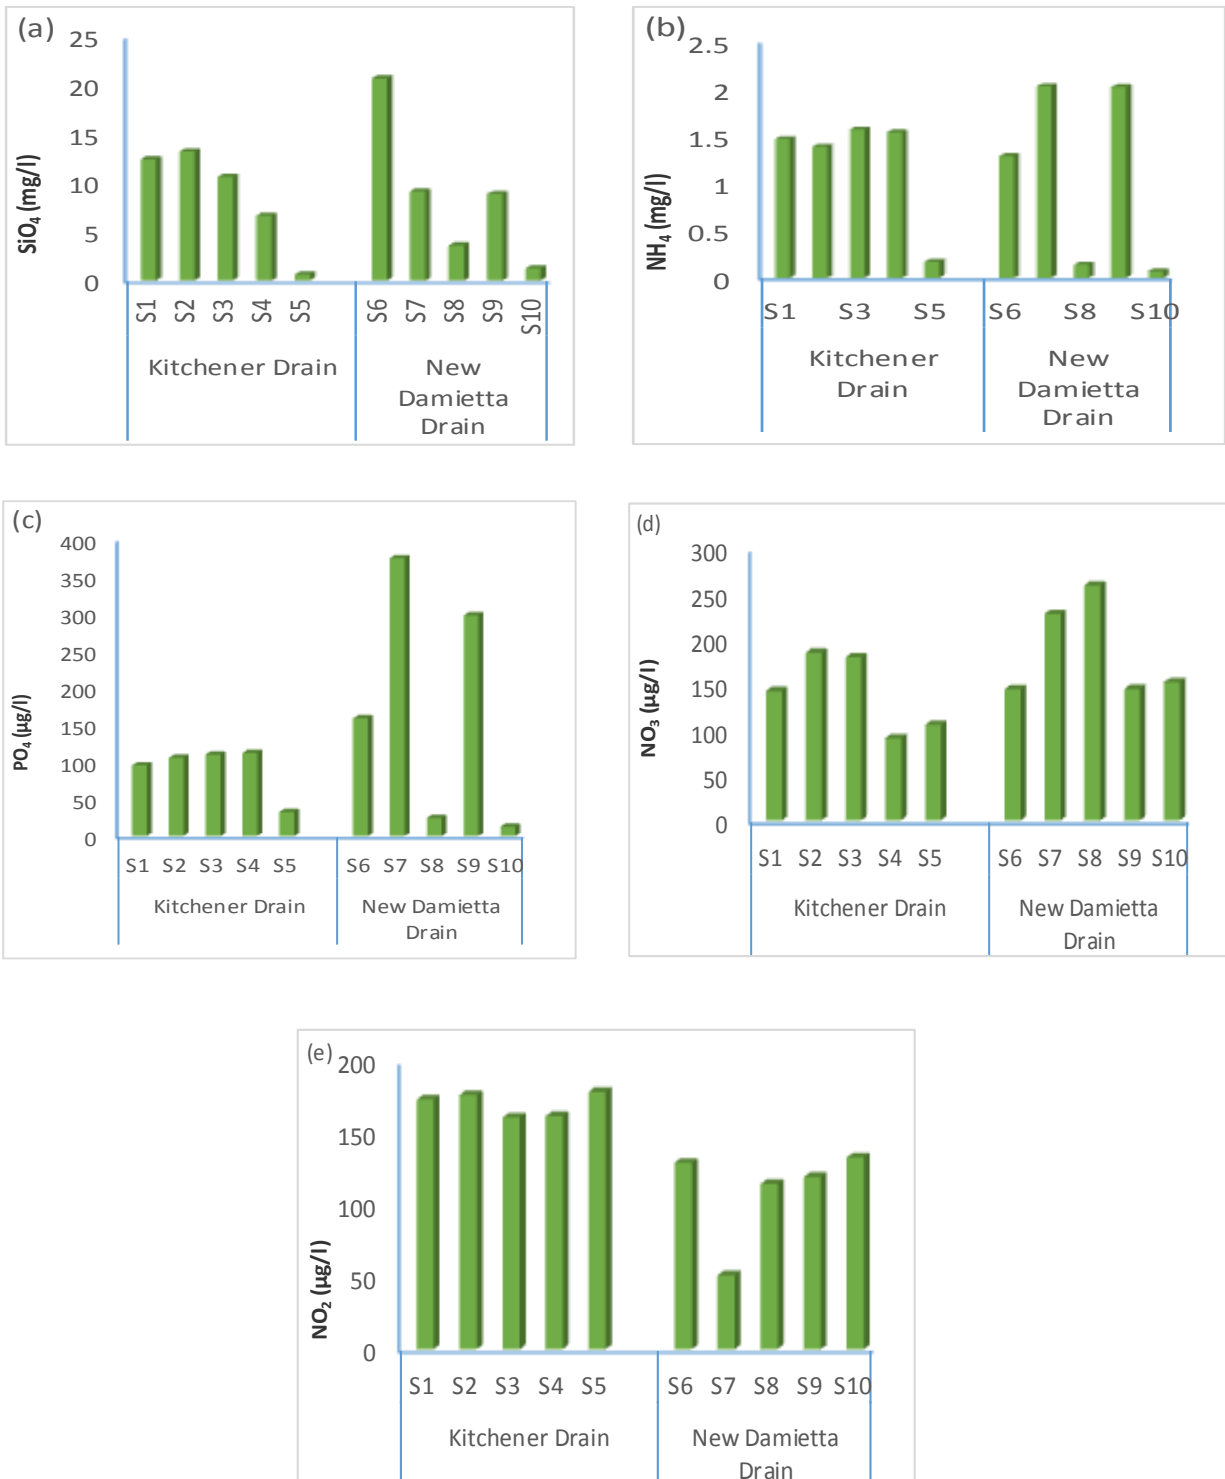 (a)
25
20
15
10
5
0
SiO₄ (mg/l)
S1 S2 S3 S4 S5 S6 S7 S8 S9 S10
Kitchener Drain
New
Damietta
Drain
(b)
2.5
2
1.5
1
0.5
0
NH₄ (mg/l)
S1 S3 S5 S6 S8 S10
Kitchener
Drain
New
Damietta
Drain
(c)
400
350
300
250
200
150
100
50
0
PO₄ (µg/l)
S1 S2 S3 S4 S5 S6 S7 S8 S9 S10
Kitchener Drain
New Damietta
Drain
(d)
300
250
200
150
100
50
0
NO₃ (µg/l)
S1 S2 S3 S4 S5 S6 S7 S8 S9 S10
Kitchener Drain
New Damietta
Drain
(e)
200
150
100
50
0
NO₂ (µg/l)
S1 S2 S3 S4 S5 S6 S7 S8 S9 S10
Kitchener Drain
New Damietta
Drain